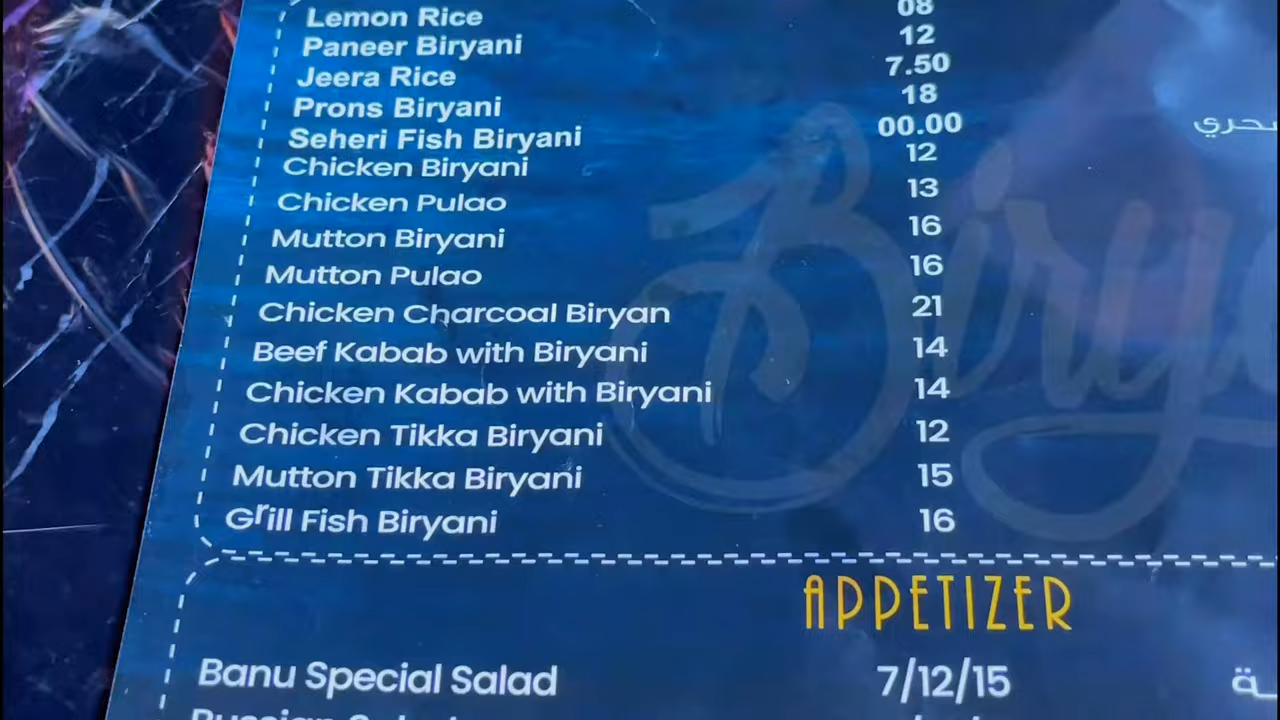 Lemon Rice 08
Paneer Biryani 12
Jeera Rice 7.50
Prons Biryani 18
Seheri Fish Biryani 00.00
Chicken Biryani 12
Chicken Pulao 13
Mutton Biryani 16
Mutton Pulao 16
Chicken Charcoal Biryan 21
Beef Kabab with Biryani 14
Chicken Kabab with Biryani 14
Chicken Tikka Biryani 12
Mutton Tikka Biryani 15
Grill Fish Biryani 16
APPETIZER
Banu Special Salad 7/12/15